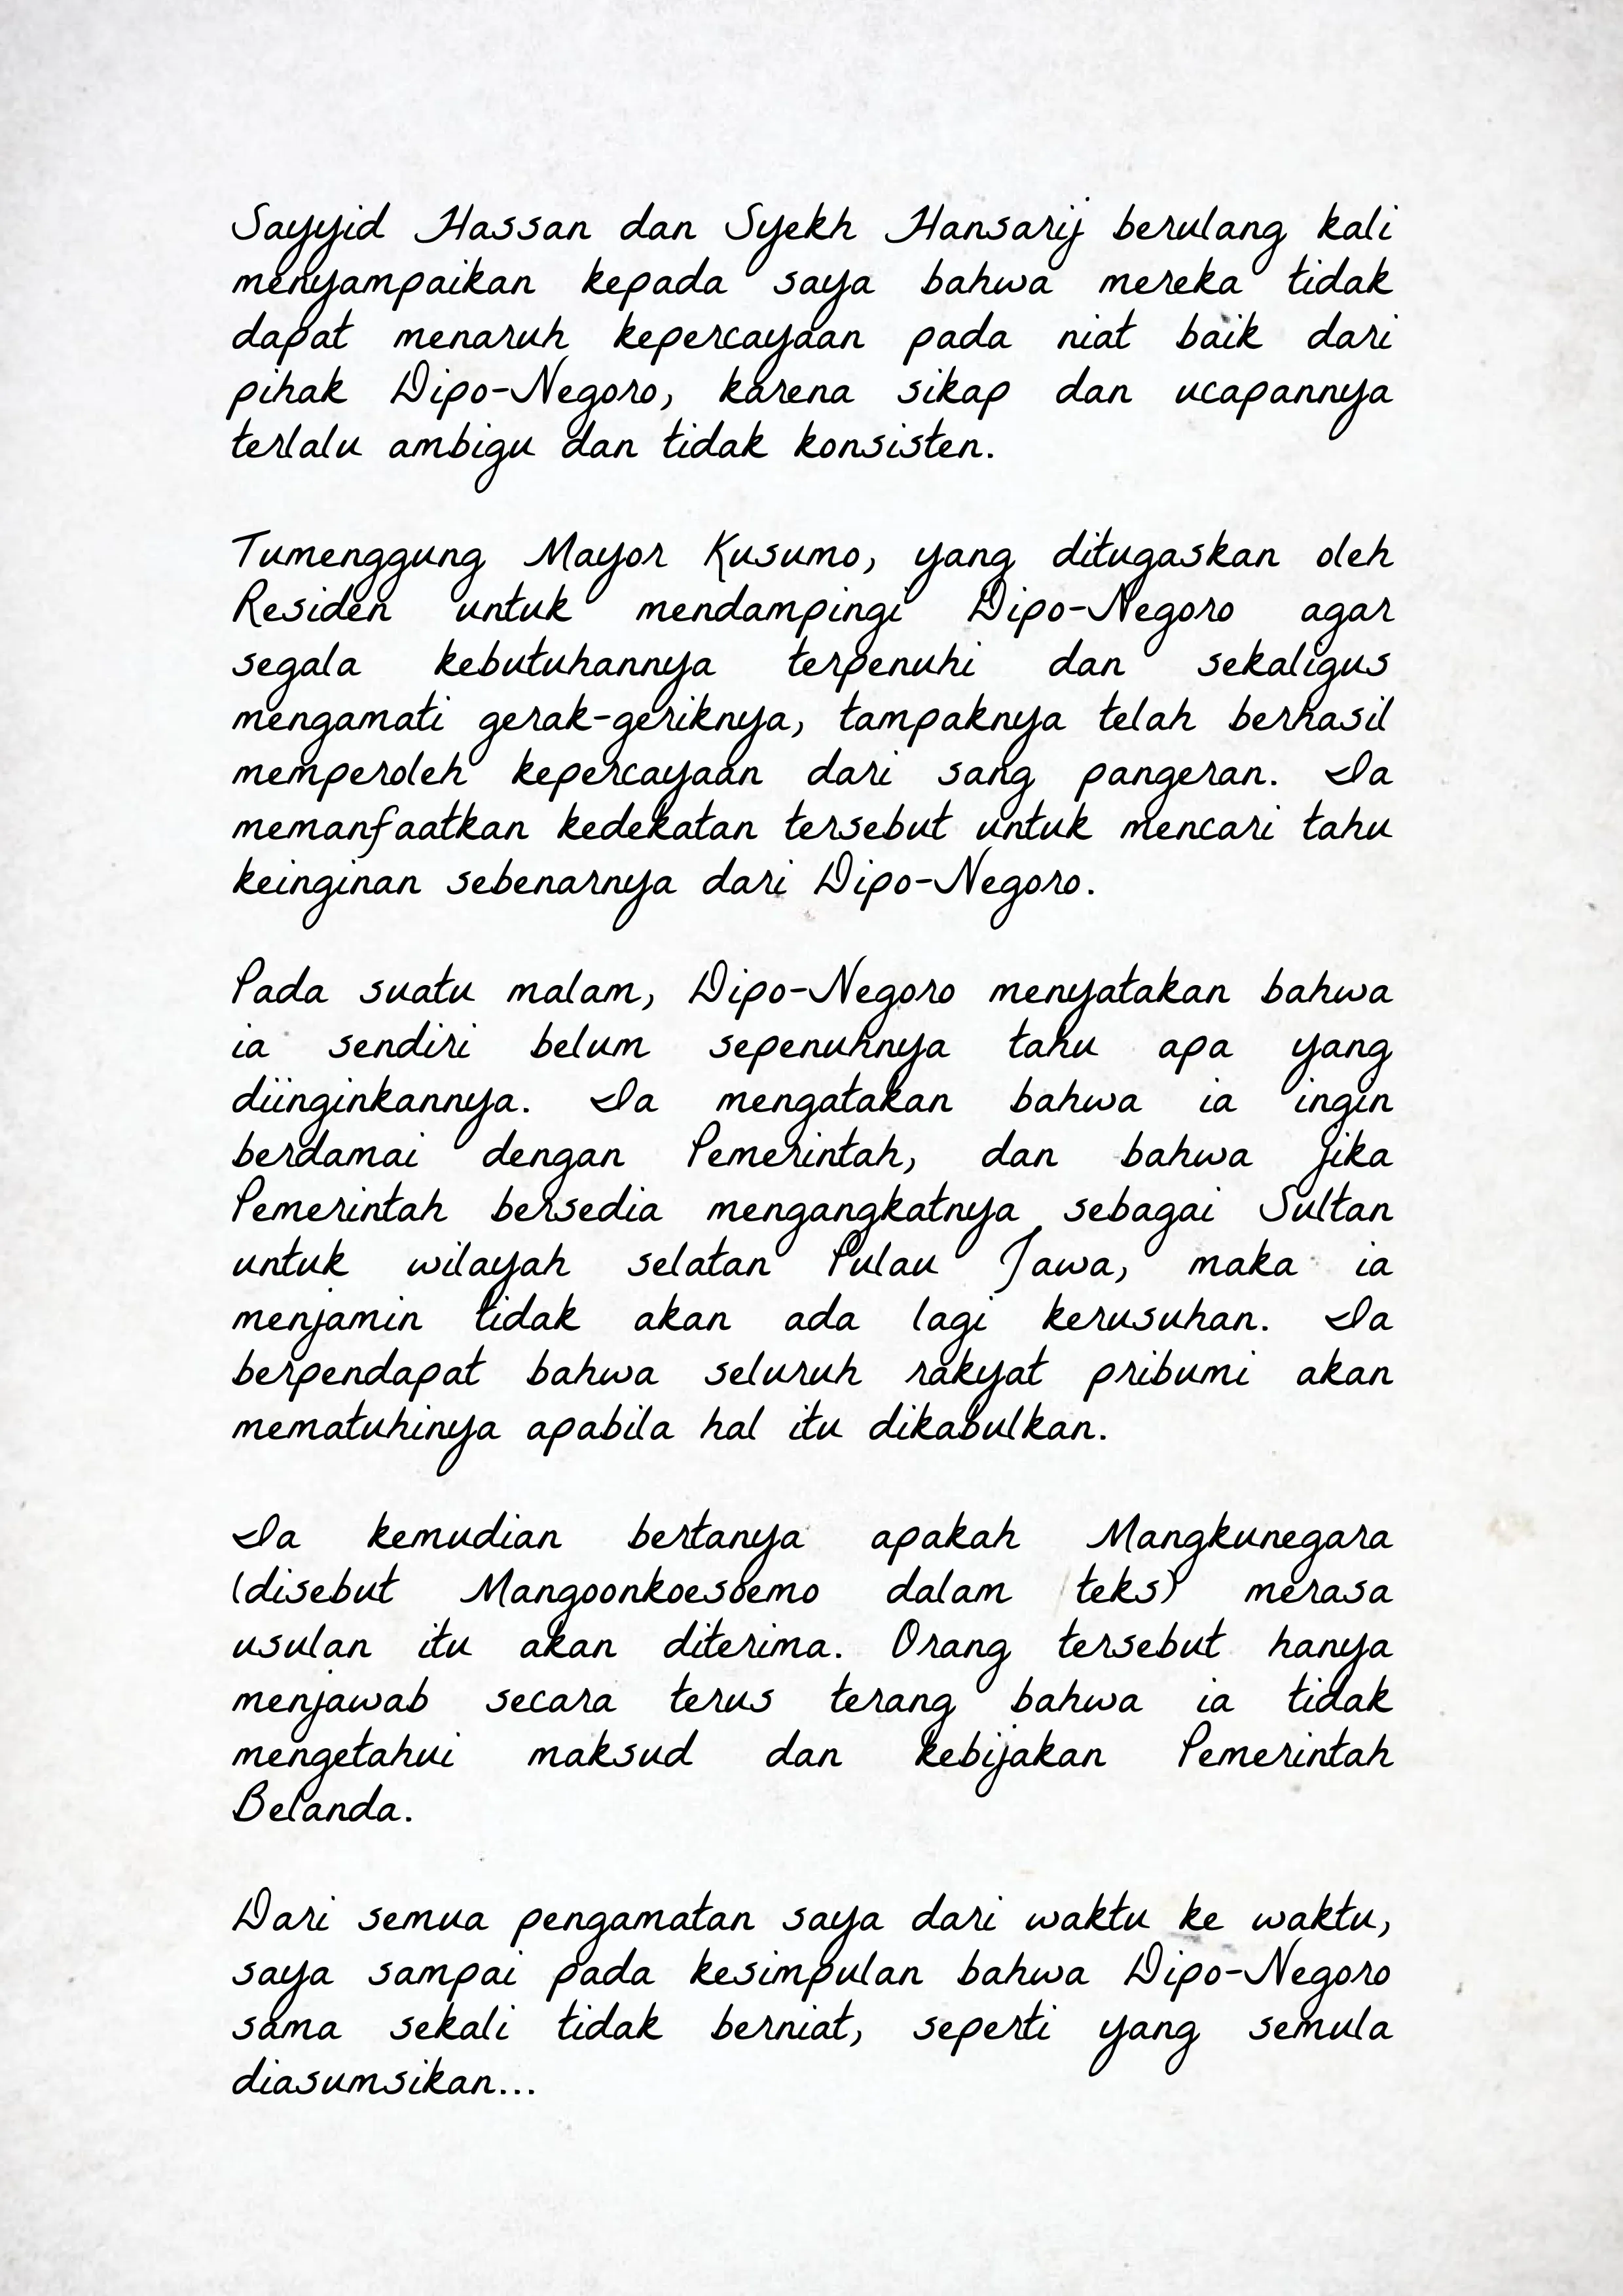 Sayyid Hassan dan Syekh Hansarij berulang kali
menyampaikan kepada saya bahwa mereka tidak
dapat menaruh kepercayaan pada niat baik dari
pihak Dipo-Negoro, karena sikap dan ucapannya
terlalu ambigu dan tidak konsisten.
Tumenggung Mayor Kusumo, yang ditugaskan oleh
Residen untuk mendampingi Dipo-Negoro agar
segala kebutuhannya terpenuhi dan sekaligus
mengamati gerak-geriknya, tampaknya telah berhasil
memperoleh kepercayaan dari sang pangeran. Ia
memanfaatkan kedekatan tersebut untuk mencari tahu
keinginan sebenarnya dari Dipo-Negoro.
Pada suatu malam, Dipo-Negoro menyatakan bahwa
ia sendiri belum sepenuhnya tahu apa yang
diinginkannya. Ia mengatakan bahwa ia ingin
berdamai dengan Pemerintah, dan bahwa jika
Pemerintah bersedia mengangkatnya sebagai Sultan
untuk wilayah selatan Pulau Jawa, maka ia
menjamin tidak akan ada lagi kerusuhan. Ia
berpendapat bahwa seluruh rakyat pribumi akan
mematuhinya apabila hal itu dikabulkan.
Ia kemudian bertanya apakah Mangkunegara
(disebut Mangoonkoesoemo dalam teks) merasa
usulan itu akan diterima. Orang tersebut hanya
menjawab secara terus terang bahwa ia tidak
mengetahui maksud dan kebijakan Pemerintah
Belanda.
Dari semua pengamatan saya dari waktu ke waktu,
saya sampai pada kesimpulan bahwa Dipo-Negoro
sama sekali tidak berniat, seperti yang semula
diasumsikan...